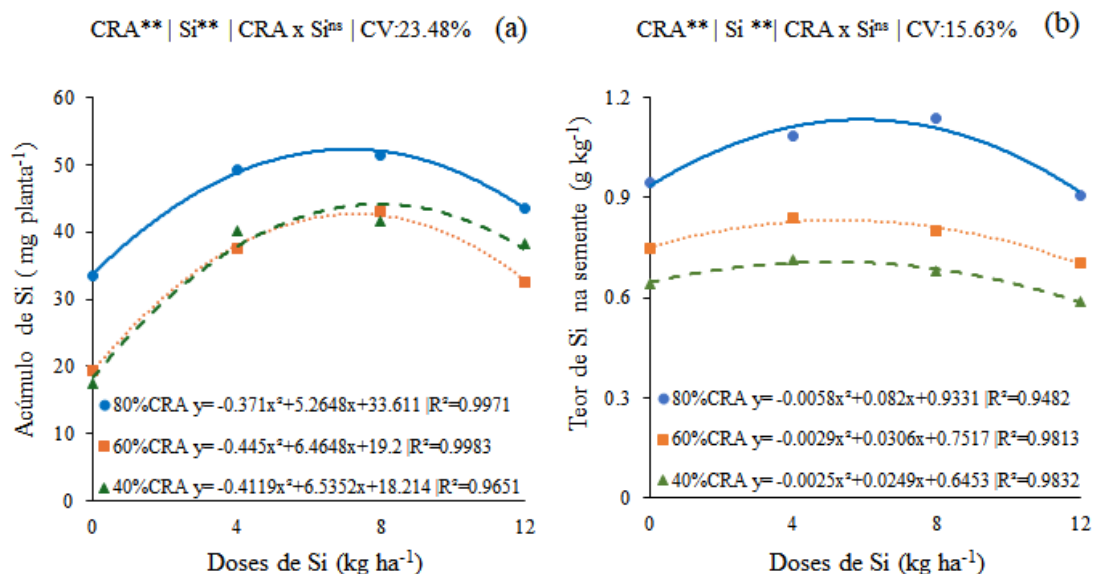 CRA** | Si** | CRA x Siⁿˢ | CV:23.48% (a)
Acúmulo de Si ( mg planta⁻¹)
60
50
40
30
20
10
0
80%CRA y= -0.371x²+5.2648x+33.611 |R²=0.9971
60%CRA y= -0.445x²+6.4648x+19.2 |R²=0.9983
40%CRA y= -0.4119x²+6.5352x+18.214 |R²=0.9651
0 4 8 12
Doses de Si (kg ha⁻¹)
CRA** | Si **| CRA x Siⁿˢ | CV:15.63% (b)
Teor de Si na semente (g kg⁻¹)
1.2
0.9
0.6
0.3
0
80%CRA y= -0.0058x²+0.082x+0.9331 |R²=0.9482
60%CRA y= -0.0029x²+0.0306x+0.7517 |R²=0.9813
40%CRA y= -0.0025x²+0.0249x+0.6453 |R²=0.9832
0 4 8 12
Doses de Si (kg ha⁻¹)